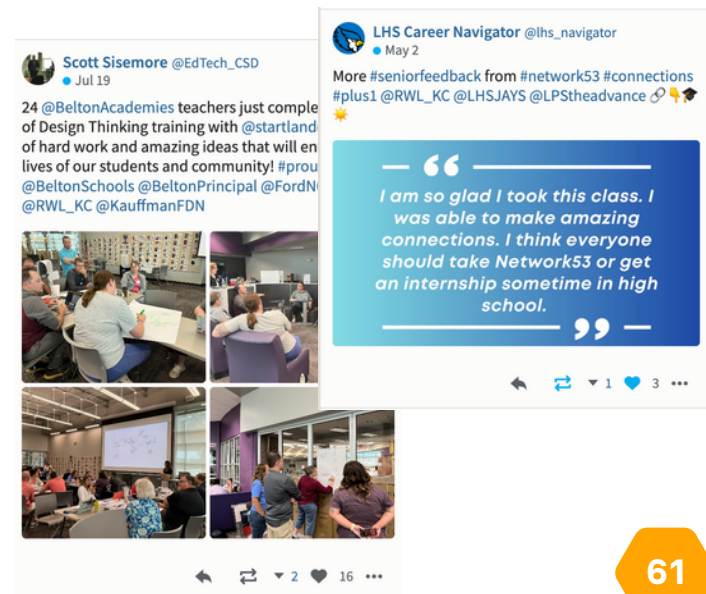 Scott Sisemore @EdTech_CSD
Jul 19
24 @BeltonAcademies teachers just comple
of Design Thinking training with @startland
of hard work and amazing ideas that will en
lives of our students and community! #prou
@BeltonSchools @BeltonPrincipal @FordN
@RWL_KC @KauffmanFDN
2 16
LHS Career Navigator @lhs_navigator
May 2
More #seniorfeedback from #network53 #connections
#plus1 @RWL_KC @LHSJAYS @LPStheadvance
“
I am so glad I took this class. I
was able to make amazing
connections. I think everyone
should take Network53 or get
an internship sometime in high
school.
”
1 3
61